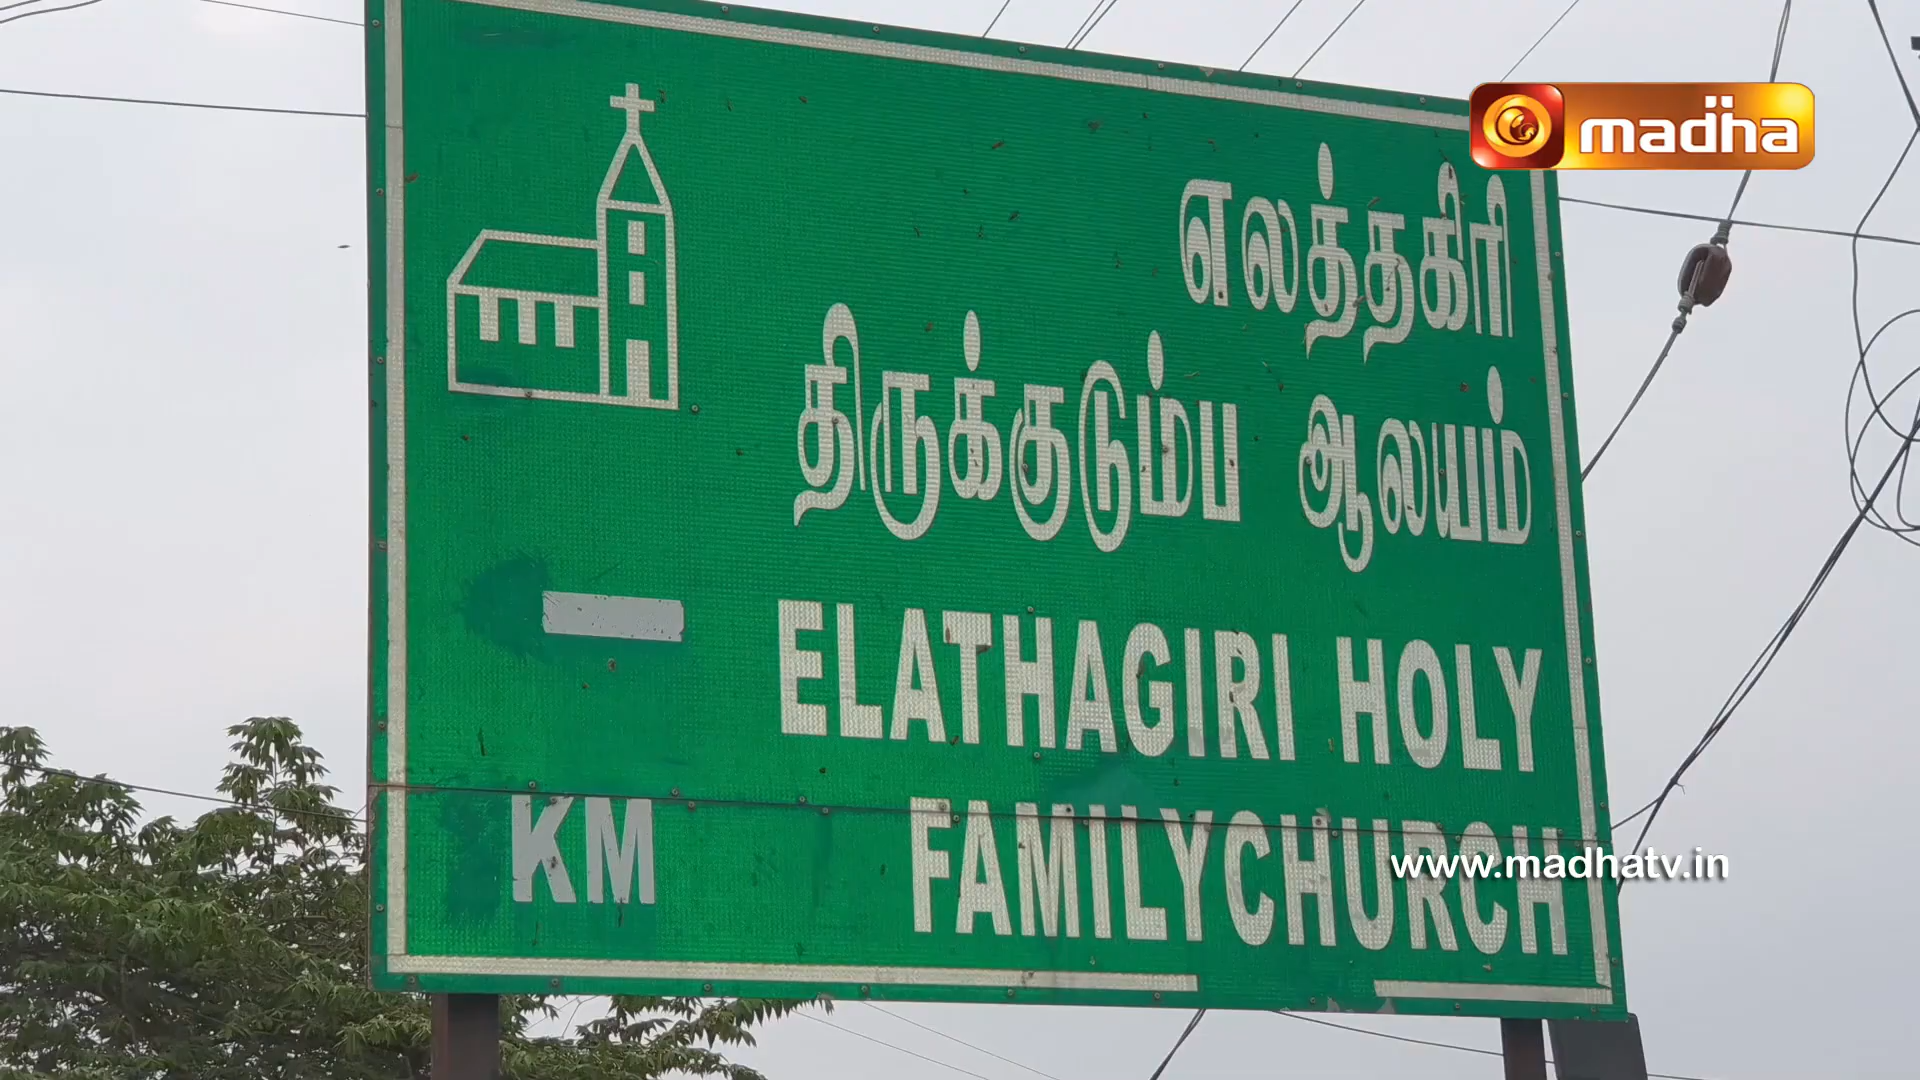 madha
எலத்தகிரி
திருக்குடும்ப ஆலயம்
ELATHAGIRI HOLY
KM FAMILYCHURCH
www.madhatv.in